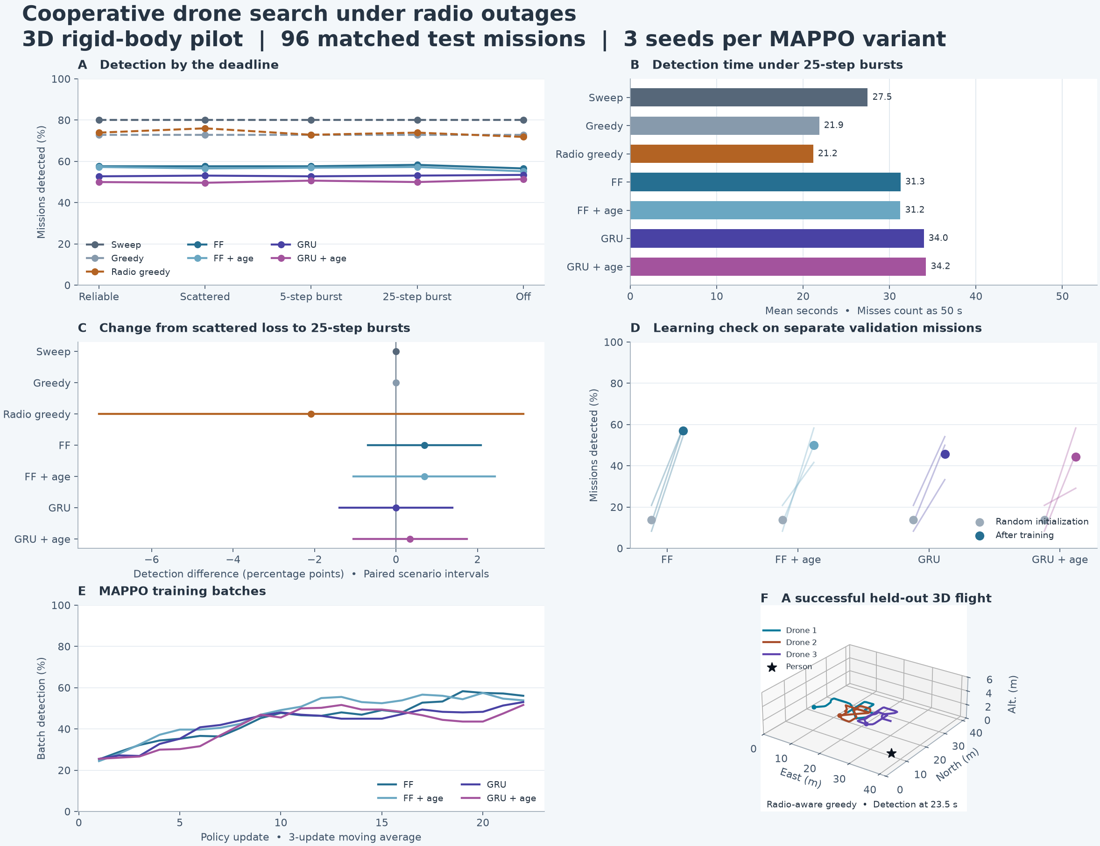 Cooperative drone search under radio outages
3D rigid-body pilot | 96 matched test missions | 3 seeds per MAPPO variant
A Detection by the deadline
Missions detected (%)
100
80
60
40
20
0
Sweep
Greedy
Radio greedy
FF
FF + age
GRU
GRU + age
Reliable
Scattered
5-step burst
25-step burst
Off
B Detection time under 25-step bursts
Sweep 27.5
Greedy 21.9
Radio greedy 21.2
FF 31.3
FF + age 31.2
GRU 34.0
GRU + age 34.2
0 10 20 30 40 50
Mean seconds • Misses count as 50 s
C Change from scattered loss to 25-step bursts
Sweep
Greedy
Radio greedy
FF
FF + age
GRU
GRU + age
−6 −4 −2 0 2
Detection difference (percentage points) • Paired scenario intervals
D Learning check on separate validation missions
Missions detected (%)
100
80
60
40
20
0
Random initialization
After training
FF
FF + age
GRU
GRU + age
E MAPPO training batches
Batch detection (%)
100
80
60
40
20
0
FF
FF + age
GRU
GRU + age
0 5 10 15 20
Policy update • 3-update moving average
F A successful held-out 3D flight
Drone 1
Drone 2
Drone 3
Person
0 10 20 30 40
East (m)
0 10 20 30 40
North (m)
6
4
2
0
Alt. (m)
Radio-aware greedy • Detection at 23.5 s